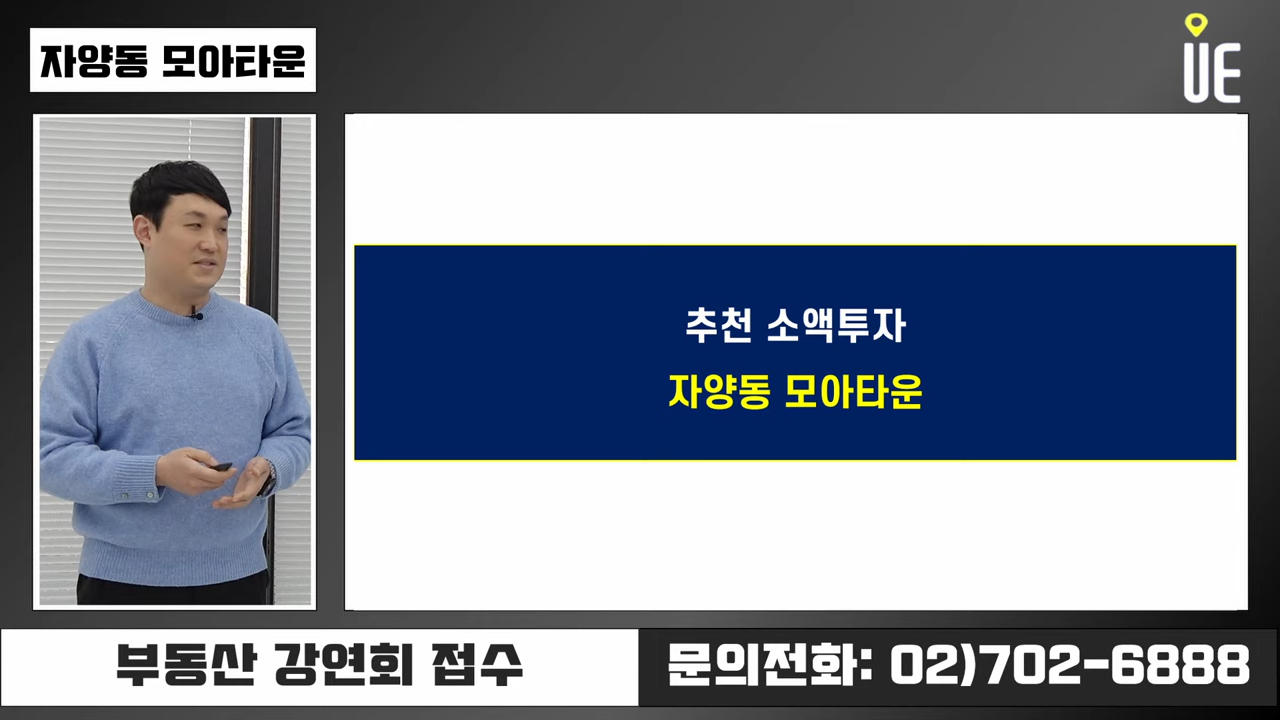 자양동 모아타운
UE
추천 소액투자
자양동 모아타운
부동산 강연회 접수
문의전화: 02)702-6888